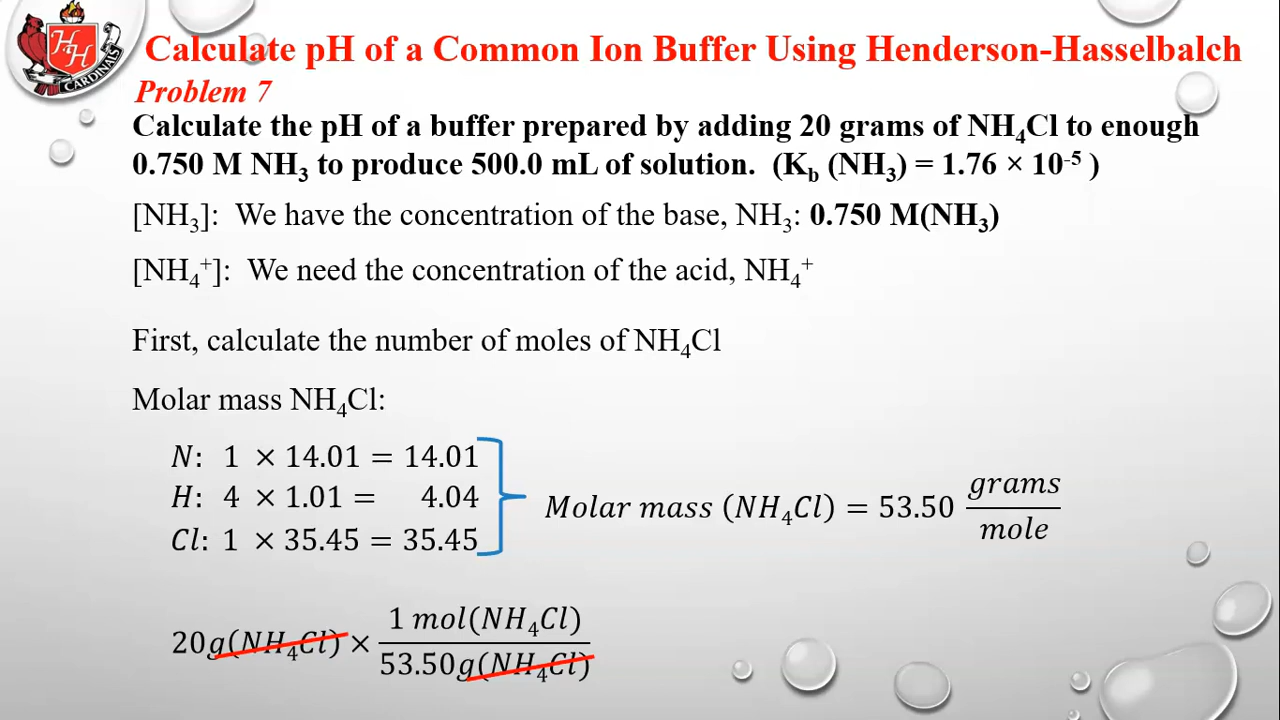 HH
CARDINALS
Calculate pH of a Common Ion Buffer Using Henderson-Hasselbalch
Problem 7
Calculate the pH of a buffer prepared by adding 20 grams of NH₄Cl to enough
0.750 M NH₃ to produce 500.0 mL of solution. (K_b (NH₃) = 1.76 × 10⁻⁵ )
[NH₃]: We have the concentration of the base, NH₃: 0.750 M(NH₃)
[NH₄⁺]: We need the concentration of the acid, NH₄⁺
First, calculate the number of moles of NH₄Cl
Molar mass NH₄Cl:
N: 1 × 14.01 = 14.01
H: 4 × 1.01 = 4.04
Cl: 1 × 35.45 = 35.45
Molar mass (NH₄Cl) = 53.50 grams/mole
20g(NH₄Cl) × 1 mol(NH₄Cl)/53.50g(NH₄Cl)